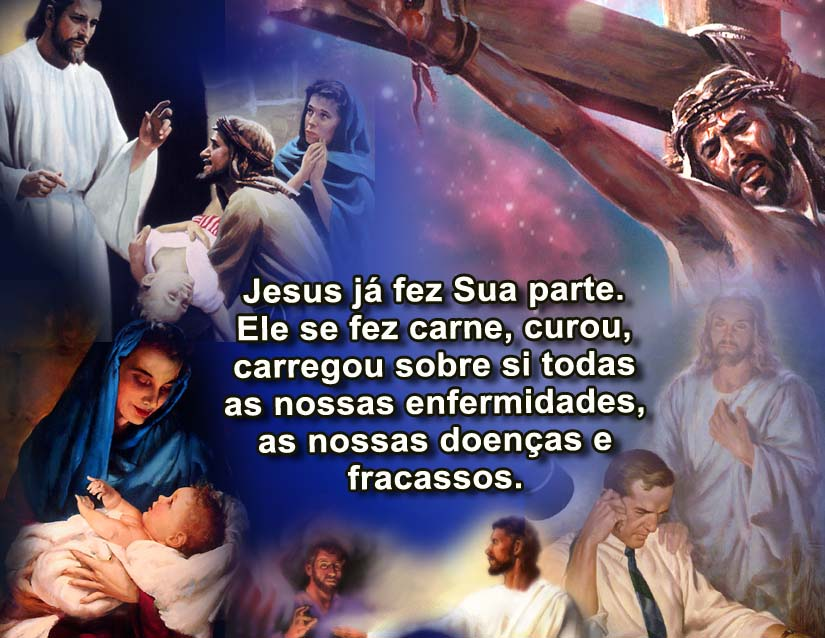 Jesus já fez Sua parte.
Ele se fez carne, curou,
carregou sobre si todas
as nossas enfermidades,
as nossas doenças e
fracassos.